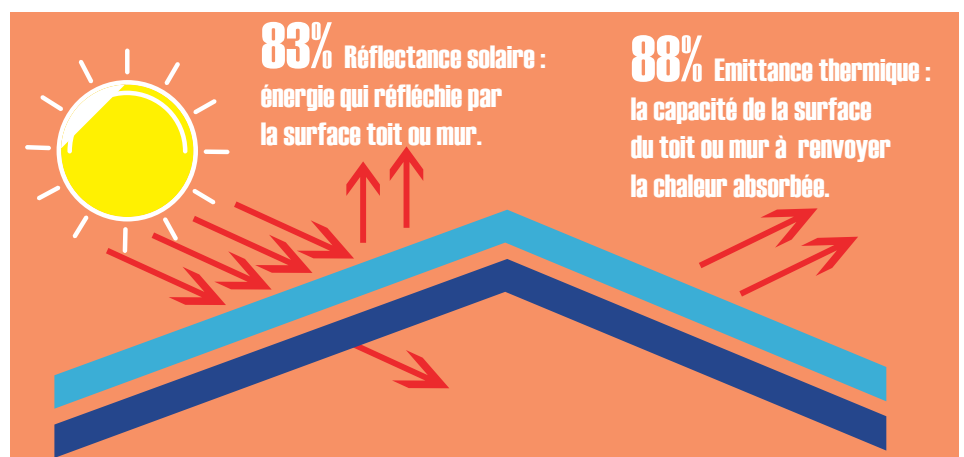 83% Réflectance solaire :
énergie qui réfléchie par
la surface toit ou mur.
88% Emittance thermique :
la capacité de la surface
du toit ou mur à renvoyer
la chaleur absorbée.